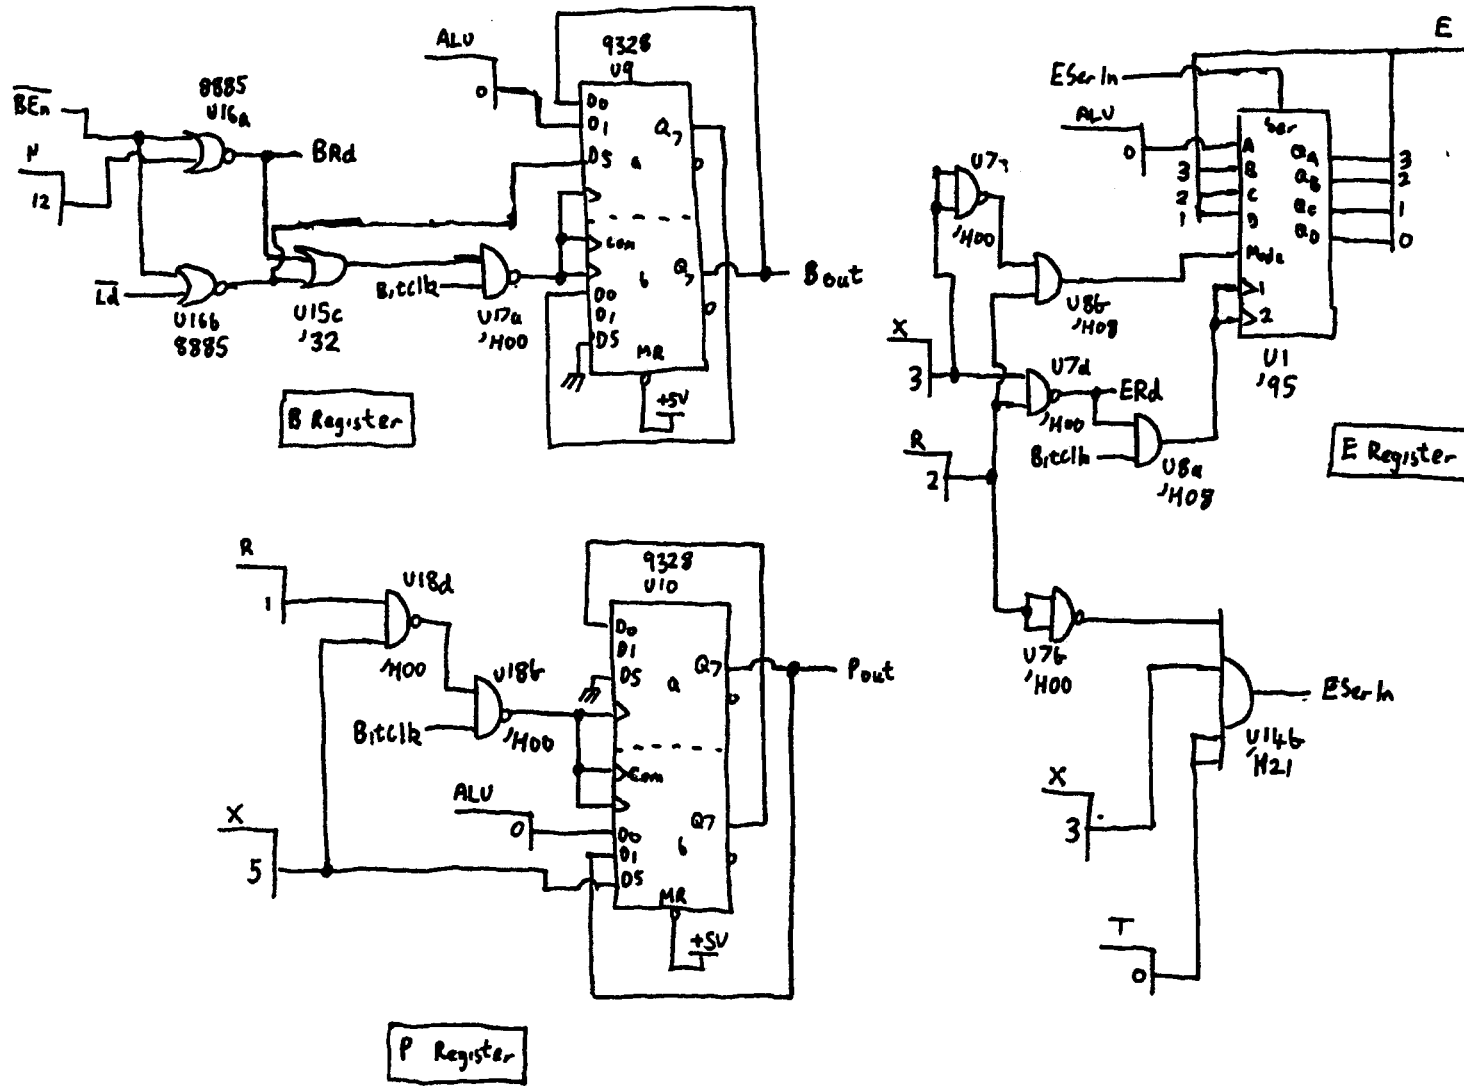 ALU
0
9328
U9
8885
U16a
BEn
N
12
BRd
D0
D1
DS
a
Q7
Com
b
Q7
D0
D1
DS
MR
+5V
Bout
Ld
U16b
8885
U15c
'32
BitClk
U17a
'H00
B Register
E
ESerIn
ALU
0
Ser
A
B
C
D
QA
QB
QC
QD
3
2
1
3
2
1
0
Mode
1
2
U1
'95
'H00
U8b
'H08
X
3
U7d
'H00
ERd
BitClk
U8a
'H08
R
2
E Register
R
1
U18d
'H00
U18b
'H00
BitClk
9328
U10
D0
D1
DS
a
Q7
Pout
Com
Q7
b
D0
D1
DS
MR
+5V
ALU
0
X
5
P Register
U7b
'H00
ESerIn
U14b
'H21
X
3
T
0